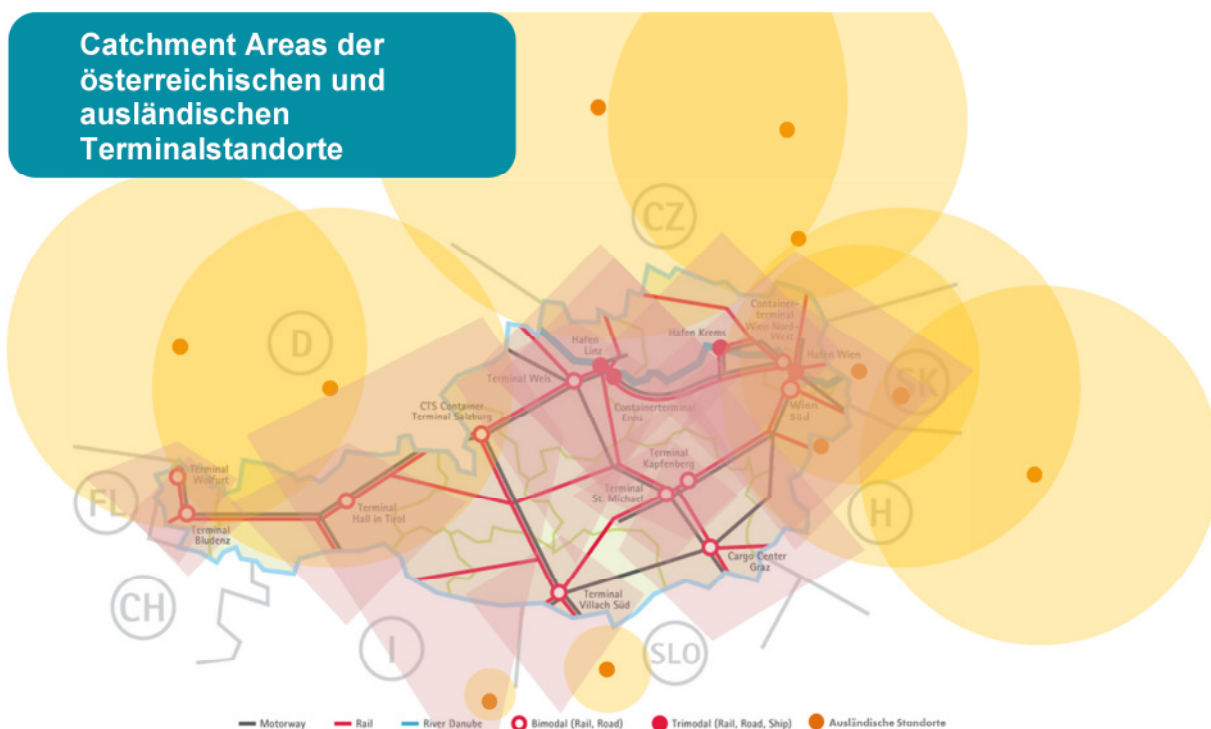 Catchment Areas der
österreichischen und
ausländischen
Terminalstandorte
CZ
D
Container-
terminal
Wien Nord-
West
Hafen Krems
Hafen
Linz
Hafen Wien
Terminal Wels
SK
CTS Container
Terminal Salzburg
Containerterminal
Enns
Wien
Süd
Terminal
Kapfenberg
Terminal
Wolfurt
Terminal
St. Michael
FL
Terminal
Hall in Tirol
H
Terminal
Bludenz
Cargo Center
Graz
CH
Terminal
Villach Süd
I
SLO
Motorway
Rail
River Danube
Bimodal (Rail, Road)
Trimodal (Rail, Road, Ship)
Ausländische Standorte